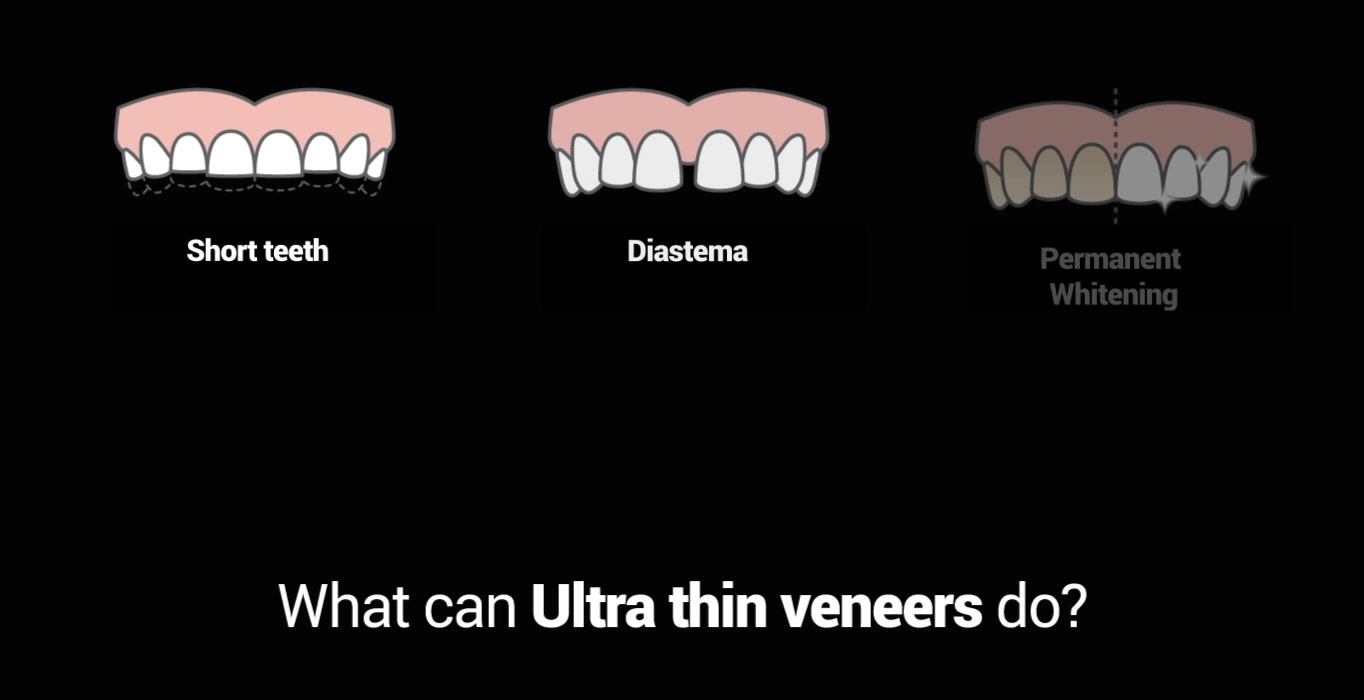 Short teeth
Diastema
Permanent
Whitening
What can Ultra thin veneers do?